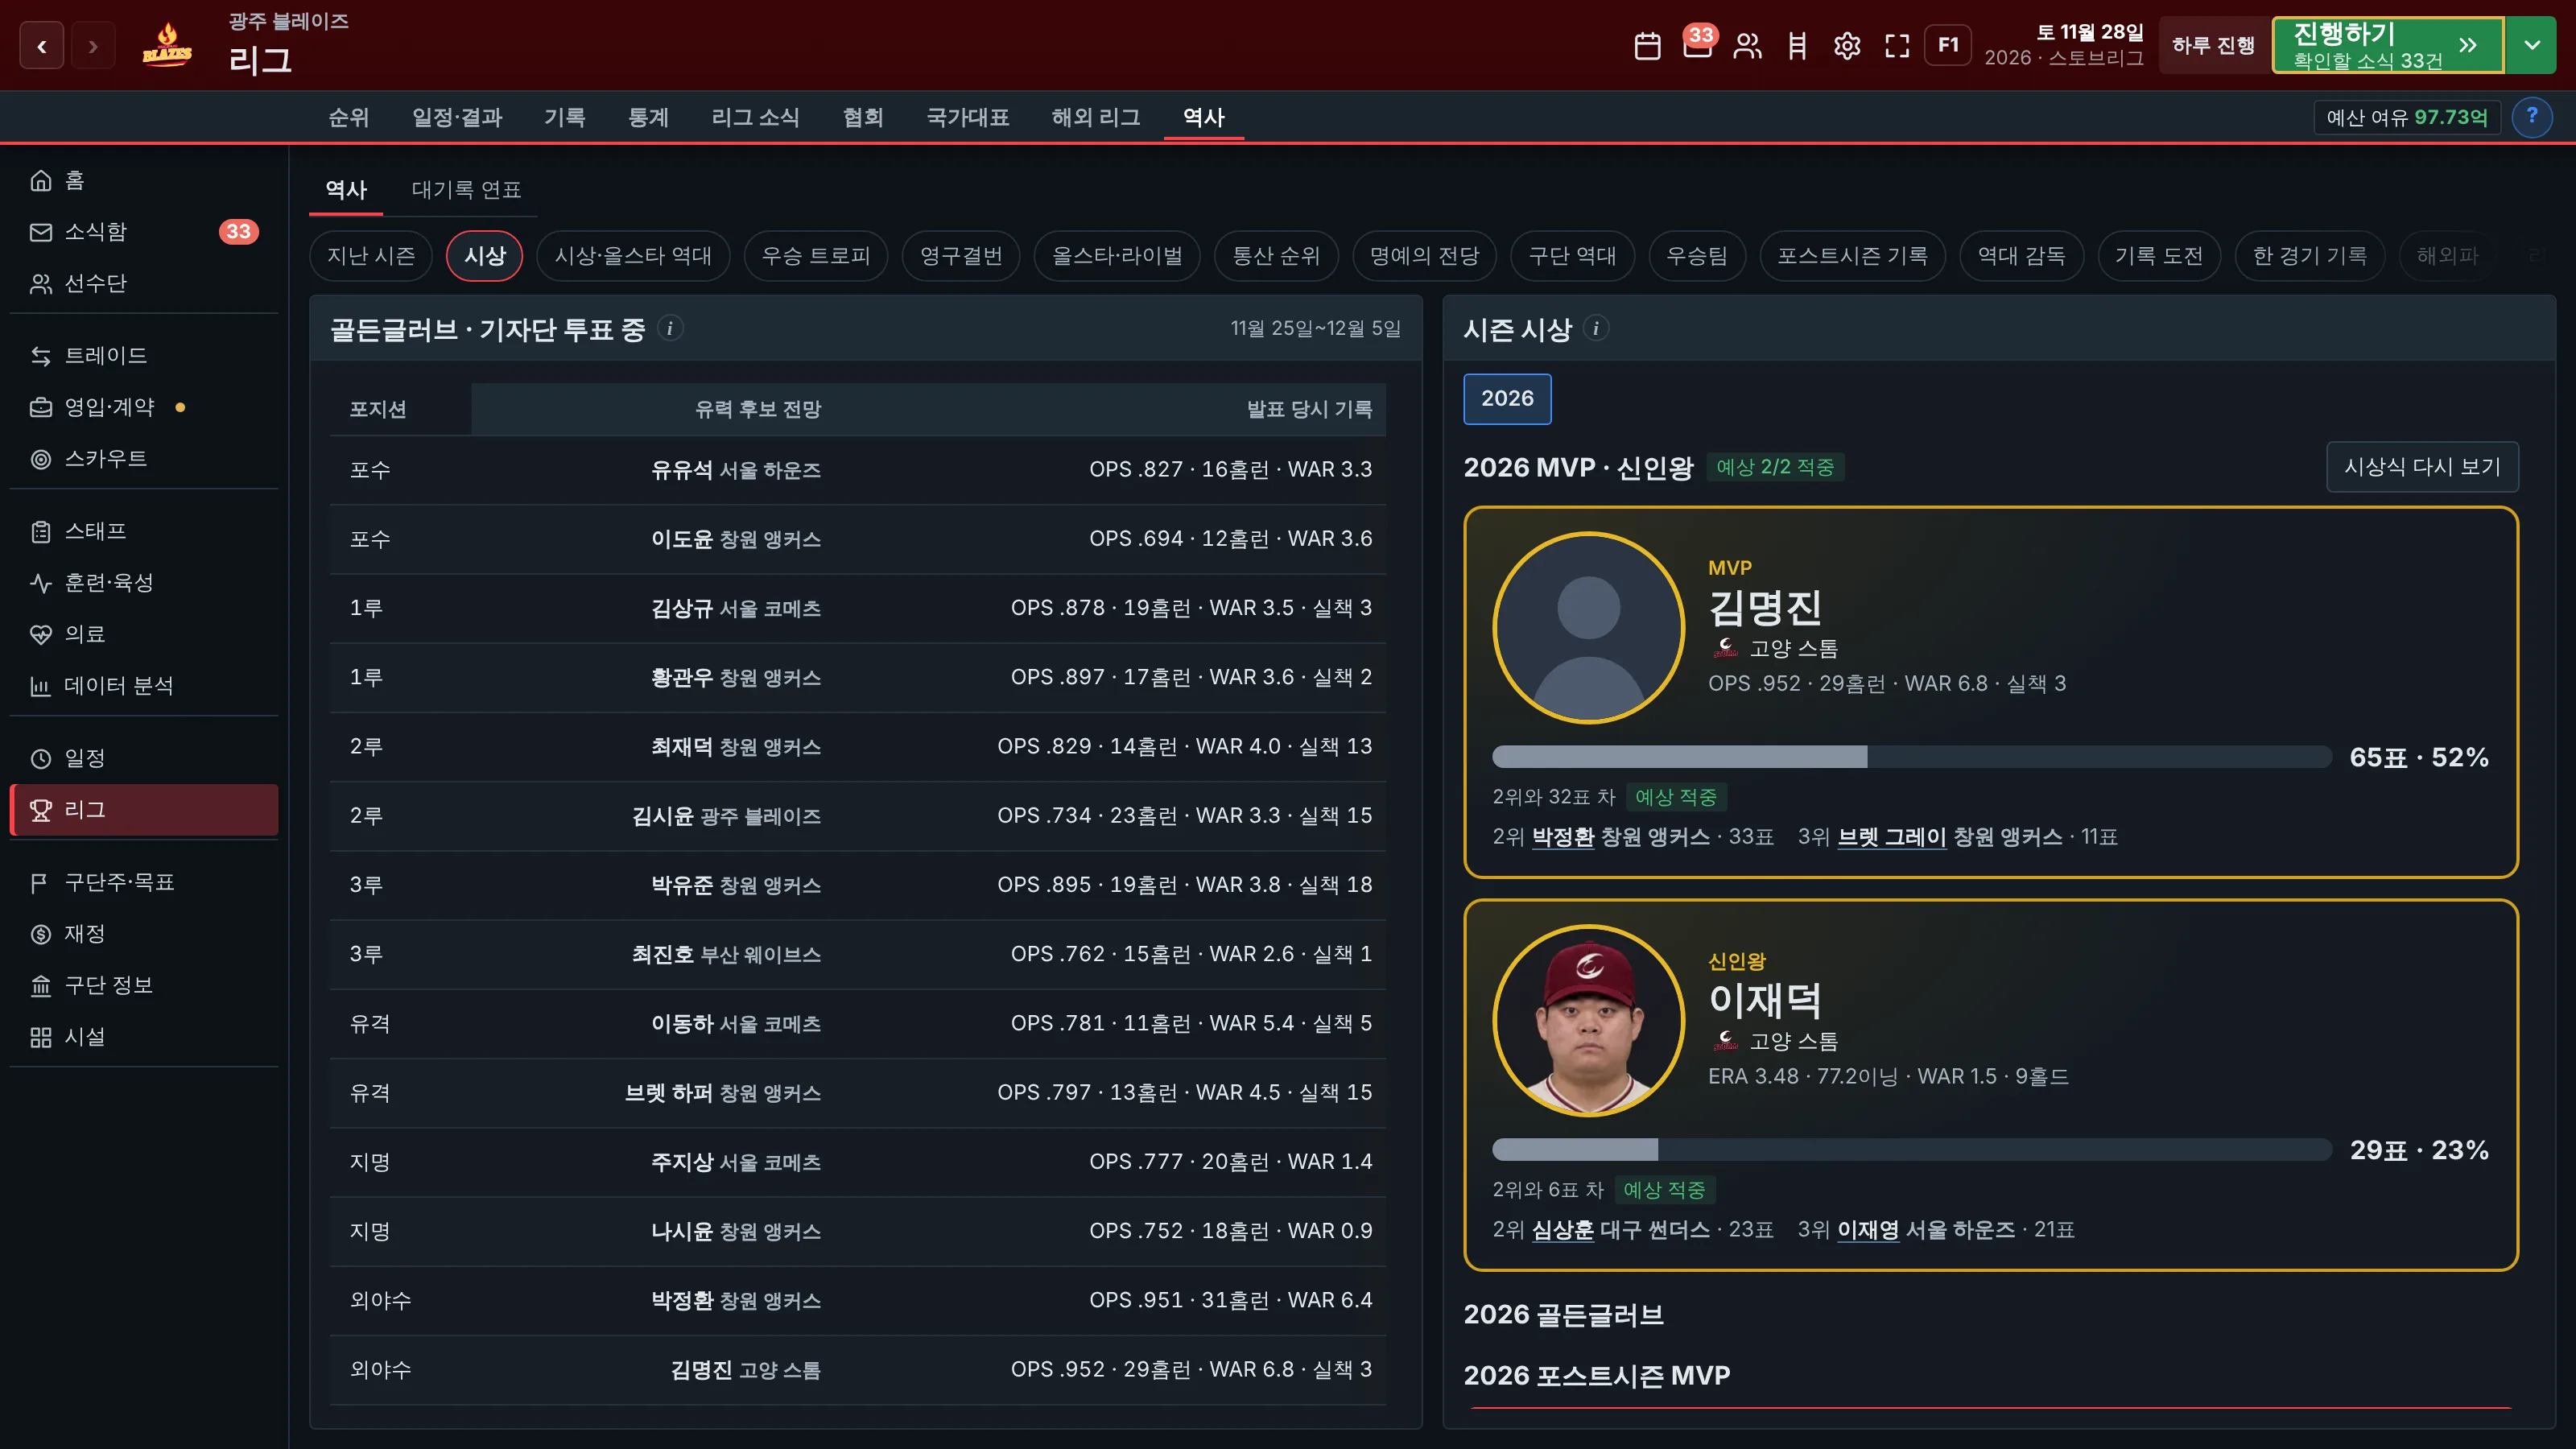 광주 블레이즈
리그
BLAZES
33
F1
토 11월 28일
2026 · 스토브리그
하루 진행
진행하기
확인할 소식 33건
순위 일정·결과 기록 통계 리그 소식 협회 국가대표 해외 리그 역사
예산 여유 97.73억
?
홈
소식함 33
선수단
트레이드
영입·계약
스카우트
스태프
훈련·육성
의료
데이터 분석
일정
리그
구단주·목표
재정
구단 정보
시설
역사 대기록 연표
지난 시즌 시상 시상·올스타 역대 우승 트로피 영구결번 올스타·라이벌 통산 순위 명예의 전당 구단 역대 우승팀 포스트시즌 기록 역대 감독 기록 도전 한 경기 기록 해외파
골든글러브 · 기자단 투표 중 i 11월 25일~12월 5일
포지션 유력 후보 전망 발표 당시 기록
포수 유유석 서울 하운즈 OPS .827 · 16홈런 · WAR 3.3
포수 이도윤 창원 앵커스 OPS .694 · 12홈런 · WAR 3.6
1루 김상규 서울 코메츠 OPS .878 · 19홈런 · WAR 3.5 · 실책 3
1루 황관우 창원 앵커스 OPS .897 · 17홈런 · WAR 3.6 · 실책 2
2루 최재덕 창원 앵커스 OPS .829 · 14홈런 · WAR 4.0 · 실책 13
2루 김시윤 광주 블레이즈 OPS .734 · 23홈런 · WAR 3.3 · 실책 15
3루 박유준 창원 앵커스 OPS .895 · 19홈런 · WAR 3.8 · 실책 18
3루 최진호 부산 웨이브스 OPS .762 · 15홈런 · WAR 2.6 · 실책 1
유격 이동하 서울 코메츠 OPS .781 · 11홈런 · WAR 5.4 · 실책 5
유격 브렛 하퍼 창원 앵커스 OPS .797 · 13홈런 · WAR 4.5 · 실책 15
지명 주지상 서울 코메츠 OPS .777 · 20홈런 · WAR 1.4
지명 나시윤 창원 앵커스 OPS .752 · 18홈런 · WAR 0.9
외야수 박정환 창원 앵커스 OPS .951 · 31홈런 · WAR 6.4
외야수 김명진 고양 스톰 OPS .952 · 29홈런 · WAR 6.8 · 실책 3
시즌 시상 i
2026
2026 MVP · 신인왕 예상 2/2 적중 시상식 다시 보기
MVP
김명진
고양 스톰
OPS .952 · 29홈런 · WAR 6.8 · 실책 3
65표 · 52%
2위와 32표 차 예상 적중
2위 박정환 창원 앵커스 · 33표 3위 브렛 그레이 창원 앵커스 · 11표
신인왕
이재덕
고양 스톰
ERA 3.48 · 77.2이닝 · WAR 1.5 · 9홀드
29표 · 23%
2위와 6표 차 예상 적중
2위 심상훈 대구 썬더스 · 23표 3위 이재영 서울 하운즈 · 21표
2026 골든글러브
2026 포스트시즌 MVP